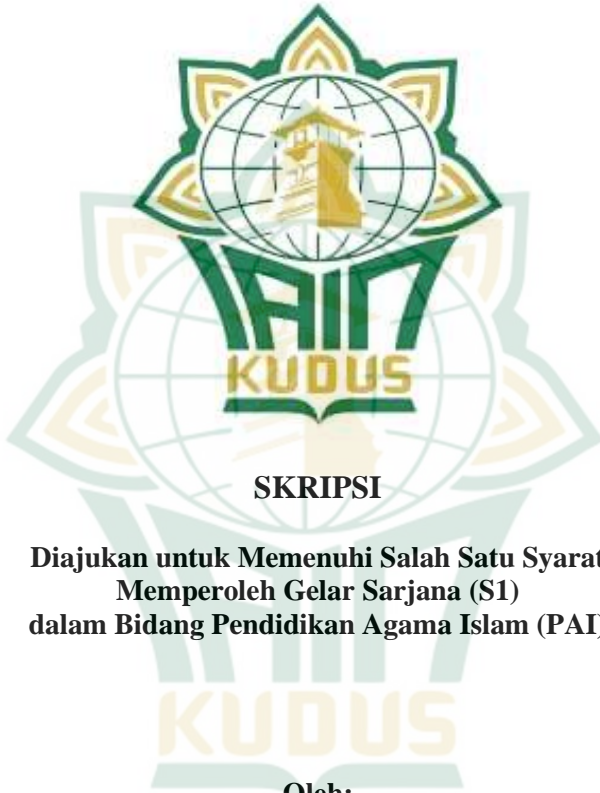 IAIN
KUDUS
SKRIPSI
Diajukan untuk Memenuhi Salah Satu Syarat
Memperoleh Gelar Sarjana (S1)
dalam Bidang Pendidikan Agama Islam (PAI)
KUDUS
Oleh: